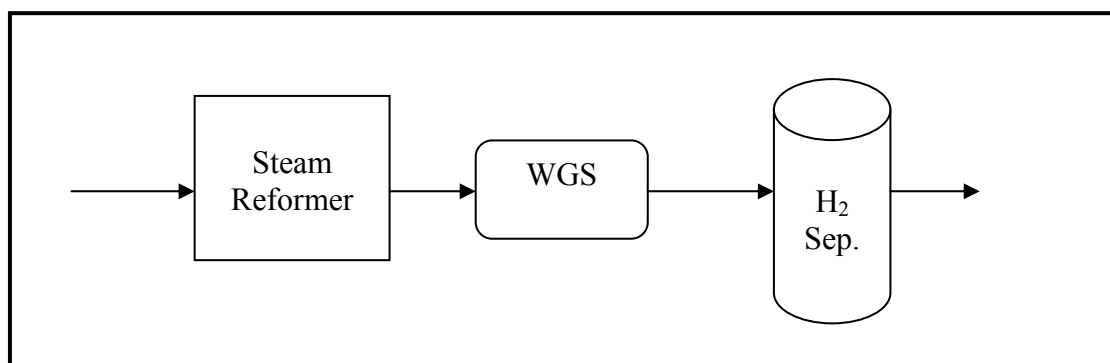 Steam
Reformer
WGS
H₂
Sep.